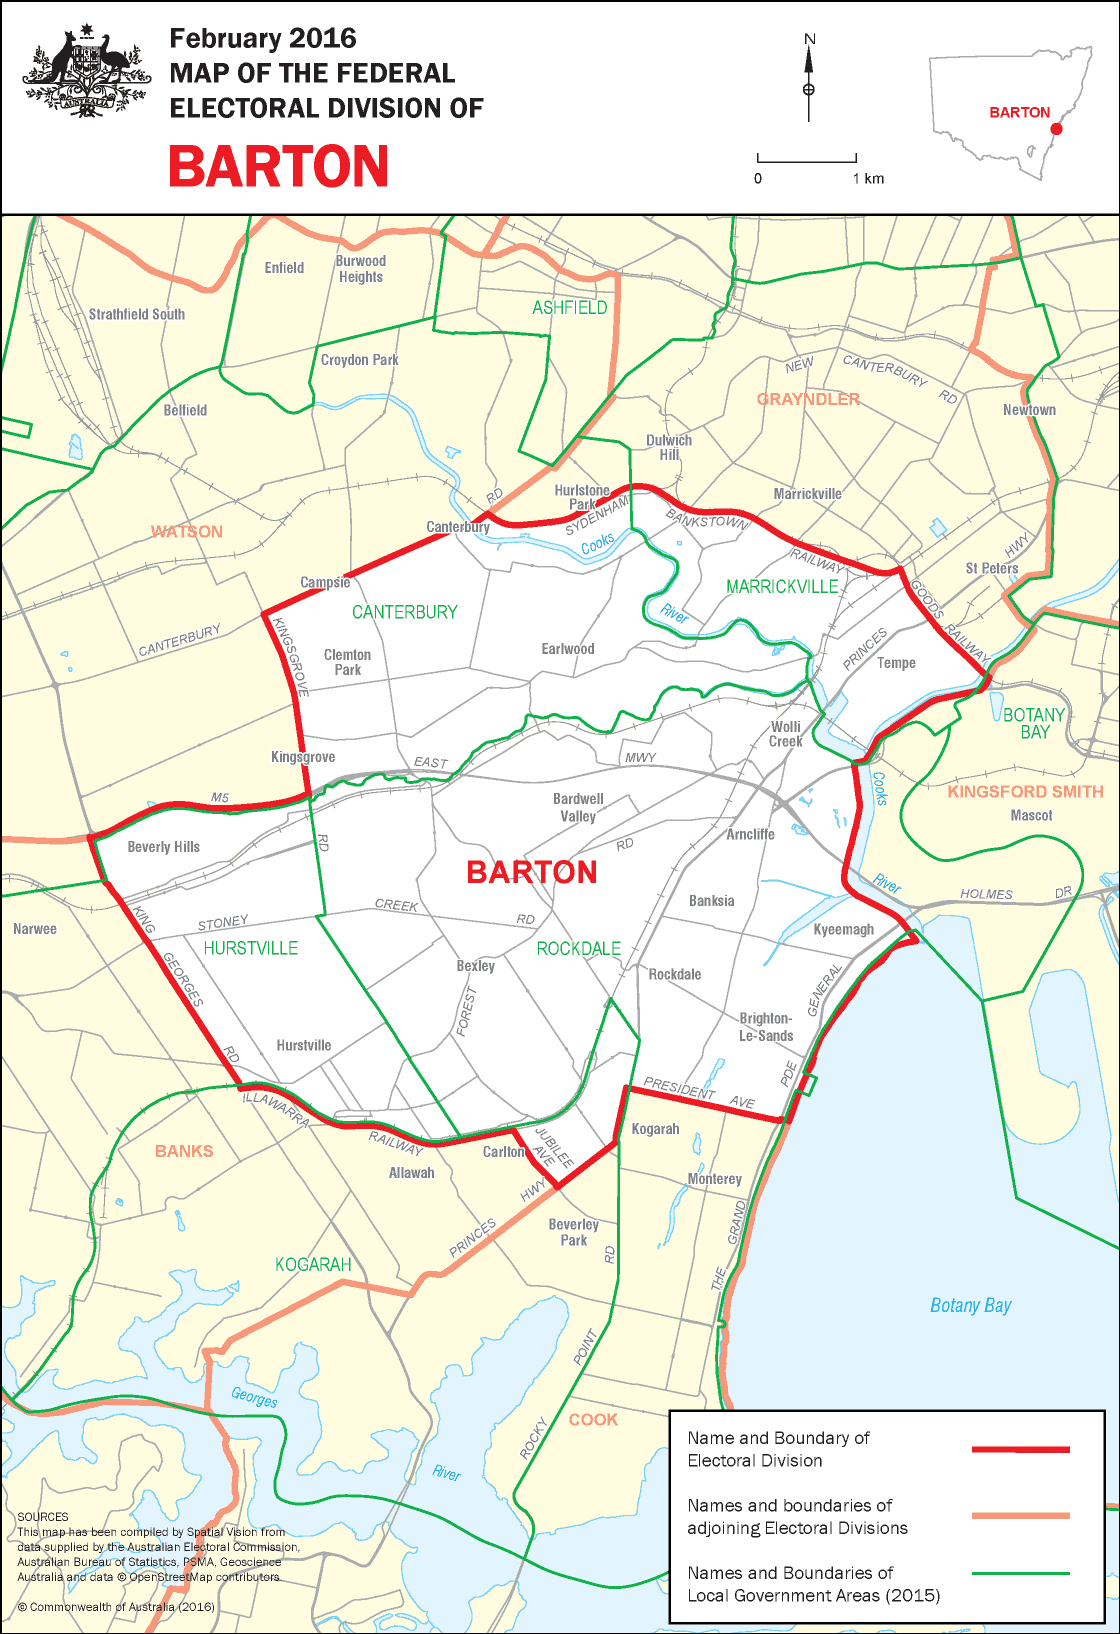 February 2016
MAP OF THE FEDERAL
ELECTORAL DIVISION OF
BARTON
AUSTRALIA
N
0 1 km
BARTON
Enfield
Burwood
Heights
Strathfield South
ASHFIELD
Croydon Park
NEW CANTERBURY RD
GRAYNDLER
Belfield
Newtown
Dulwich
Hill
RD
Hurlstone
Park
Marrickville
WATSON
Canterbury
SYDENHAM
BANKSTOWN
RAILWAY
Cooks
River
HWY
St Peters
Campsie
CANTERBURY
MARRICKVILLE
GOODS RAILWAY
CANTERBURY
KINGSGROVE
Clemton
Park
Earlwood
PRINCES
Tempe
BOTANY
BAY
Wolli
Creek
Kingsgrove
EAST
MWY
M5
Cooks
KINGSFORD SMITH
Mascot
Bardwell
Valley
Arncliffe
RD
RD
Beverly Hills
BARTON
River
HOLMES DR
Banksia
KING
GEORGES
RD
STONEY
CREEK
RD
Narwee
Kyeemagh
HURSTVILLE
ROCKDALE
Bexley
Rockdale
GENERAL
FOREST
Brighton-
Le-Sands
Hurstville
PDE
PRESIDENT AVE
ILLAWARRA
RAILWAY
Kogarah
JUBILEE
AVE
BANKS
Carlton
Allawah
HWY
Monterey
PRINCES
Beverley
Park
RD
GRAND
THE
KOGARAH
Botany Bay
POINT
Georges
COOK
ROCKY
River
Name and Boundary of
Electoral Division
Names and boundaries of
adjoining Electoral Divisions
Names and Boundaries of
Local Government Areas (2015)
SOURCES
This map has been compiled by Spatial Vision from
data supplied by the Australian Electoral Commission,
Australian Bureau of Statistics, PSMA, Geoscience
Australia and data © OpenStreetMap contributors.
© Commonwealth of Australia (2016)